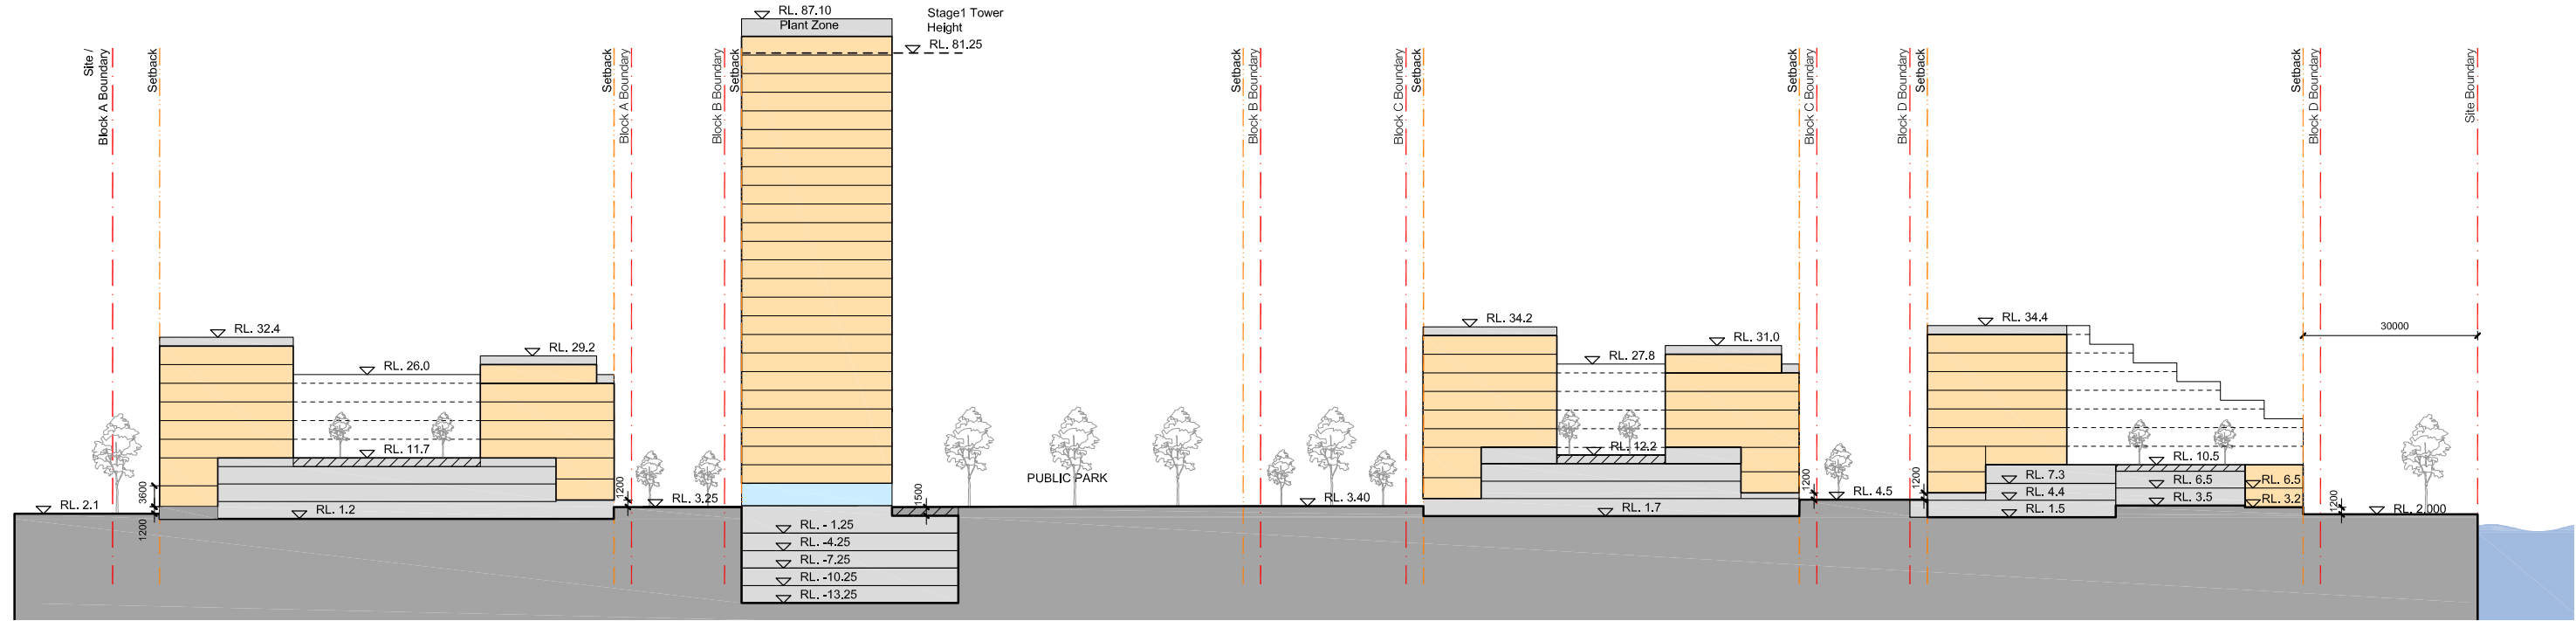 RL. 87.10
Plant Zone
Stage1 Tower
Height
RL. 81.25
Site /
Block A Boundary
Setback
Setback
Block A Boundary
Block B Boundary
Setback
Setback
Block B Boundary
Block C Boundary
Setback
Setback
Block C Boundary
Block D Boundary
Setback
Setback
Block D Boundary
Site Boundary
RL. 32.4
RL. 29.2
RL. 26.0
RL. 11.7
3600
RL. 2.1
1200
RL. 1.2
1200
RL. 3.25
1500
RL. - 1.25
RL. -4.25
RL. -7.25
RL. -10.25
RL. -13.25
PUBLIC PARK
RL. 3.40
RL. 34.2
RL. 31.0
RL. 27.8
RL. 12.2
RL. 1.7
1200
RL. 4.5
1200
RL. 34.4
30000
RL. 10.5
RL. 7.3
RL. 6.5
RL. 6.5
RL. 4.4
RL. 3.5
RL. 3.2
RL. 1.5
1200
RL. 2.000